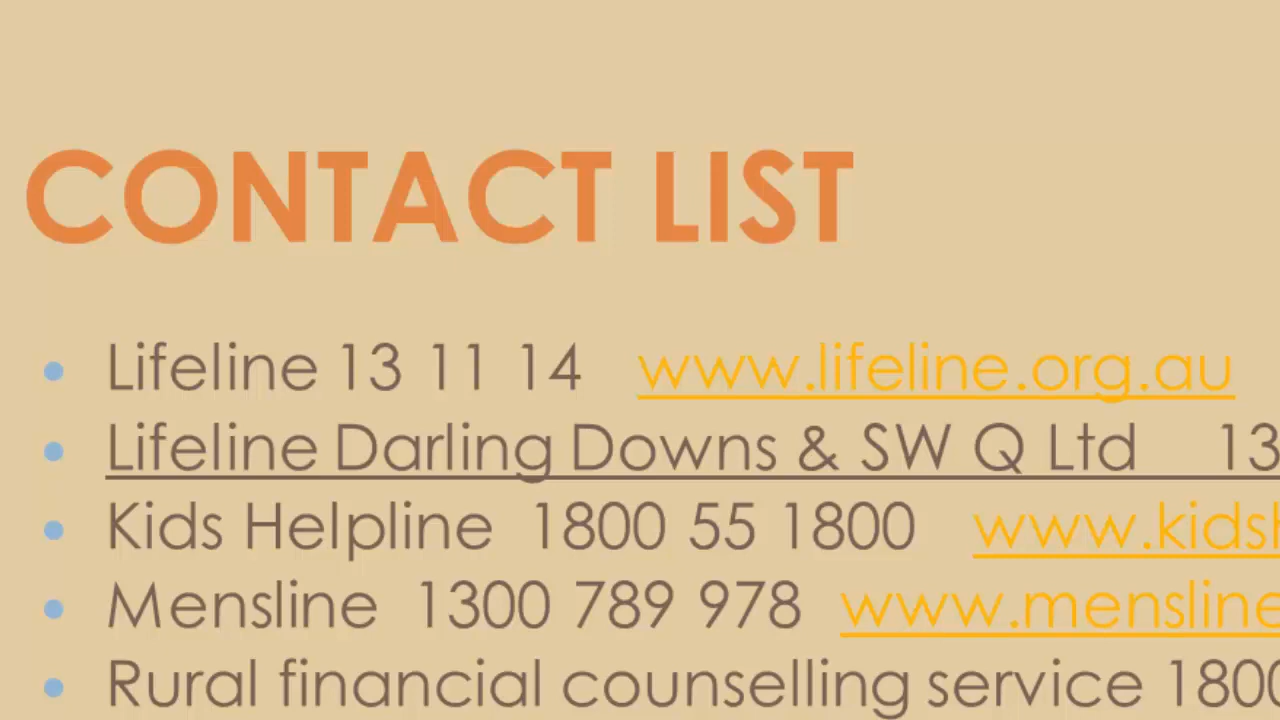 CONTACT LIST
• Lifeline 13 11 14 www.lifeline.org.au
• Lifeline Darling Downs & SW Q Ltd 13
• Kids Helpline 1800 55 1800 www.kidsh
• Mensline 1300 789 978 www.mensline
• Rural financial counselling service 1800